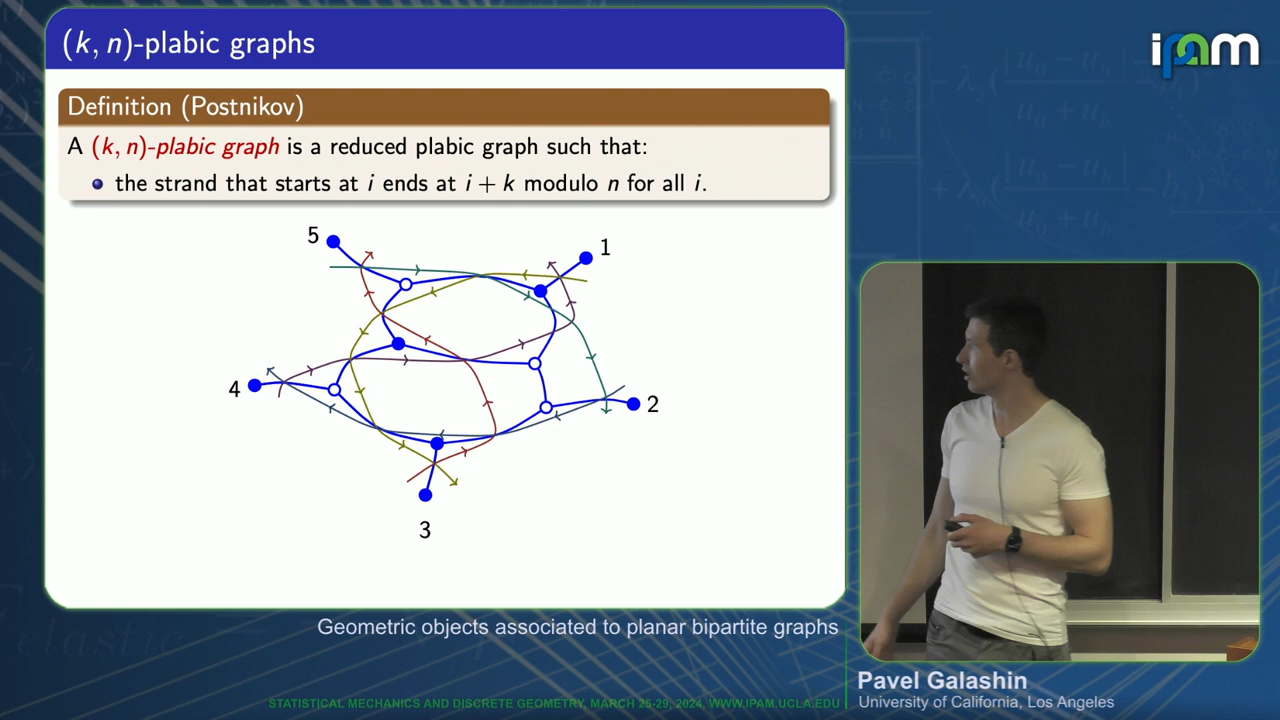 (k, n)-plabic graphs
Definition (Postnikov)
A (k, n)-plabic graph is a reduced plabic graph such that:
the strand that starts at i ends at i + k modulo n for all i.
5
1
4
2
3
ipam
Geometric objects associated to planar bipartite graphs
Pavel Galashin
University of California, Los Angeles
STATISTICAL MECHANICS AND DISCRETE GEOMETRY, MARCH 25-29, 2024, WWW.IPAM.UCLA.EDU